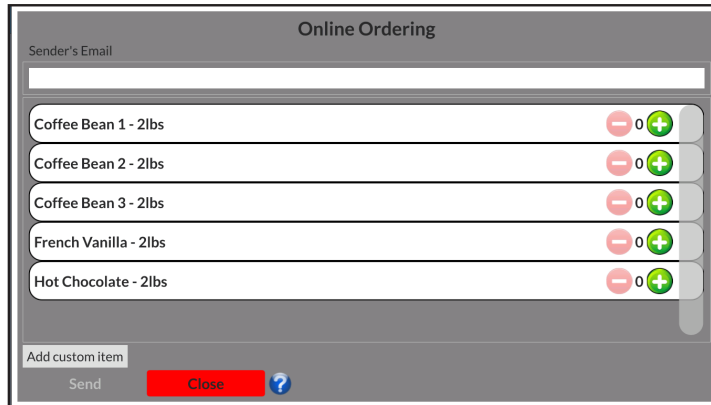 Online Ordering
Sender's Email
Coffee Bean 1 - 2lbs 0
Coffee Bean 2 - 2lbs 0
Coffee Bean 3 - 2lbs 0
French Vanilla - 2lbs 0
Hot Chocolate - 2lbs 0
Add custom item
Send Close ?